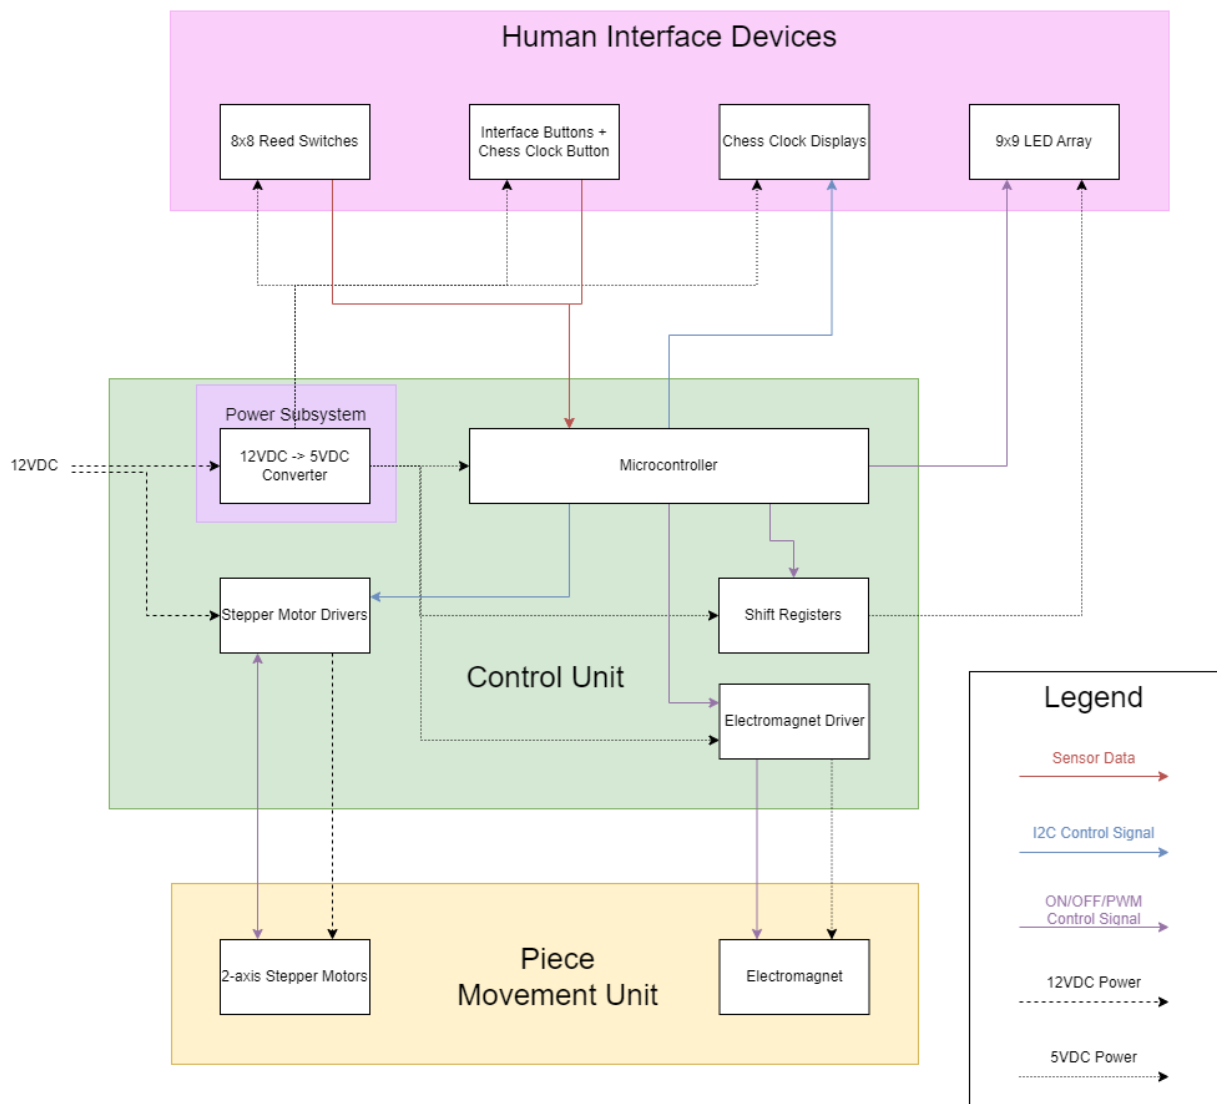 Human Interface Devices
8x8 Reed Switches
Interface Buttons +
Chess Clock Button
Chess Clock Displays
9x9 LED Array
Power Subsystem
12VDC
12VDC -> 5VDC
Converter
Microcontroller
Stepper Motor Drivers
Shift Registers
Control Unit
Electromagnet Driver
Legend
Sensor Data
I2C Control Signal
ON/OFF/PWM
Control Signal
12VDC Power
5VDC Power
2-axis Stepper Motors
Piece
Movement Unit
Electromagnet